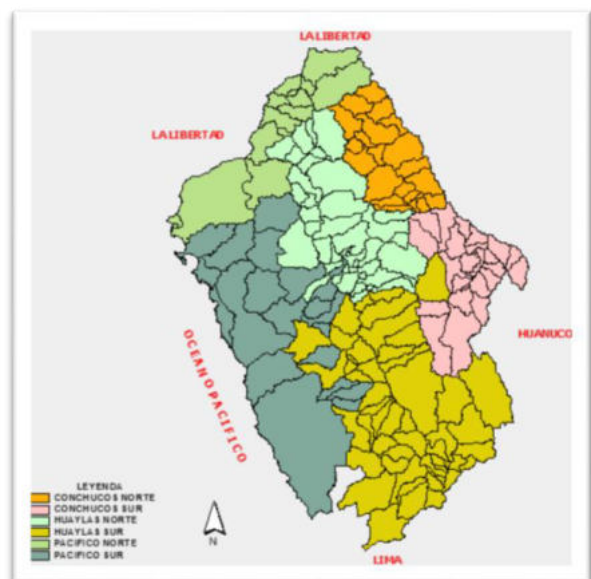 LA LIBERTAD
LA LIBERTAD
HUANUCO
OCEANO PACIFICO
LEYENDA
CONCHUCOS NORTE
CONCHUCOS SUR
HUAYLAS NORTE
HUAYLAS SUR
PACIFICO NORTE
PACIFICO SUR
N
LIMA